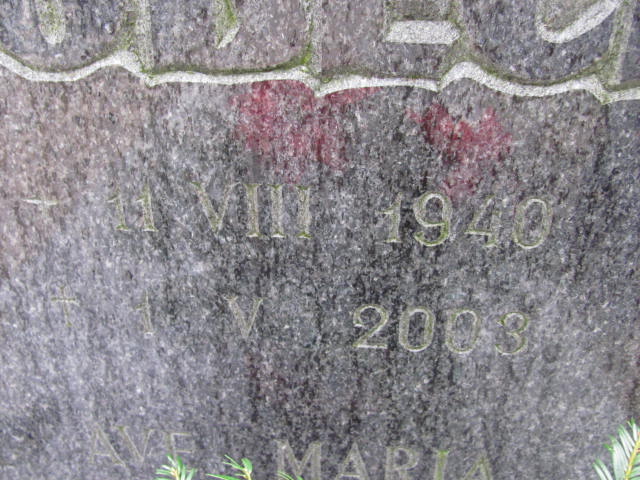 11 VIII 1940
† 1 V 2003
AVE MARIA